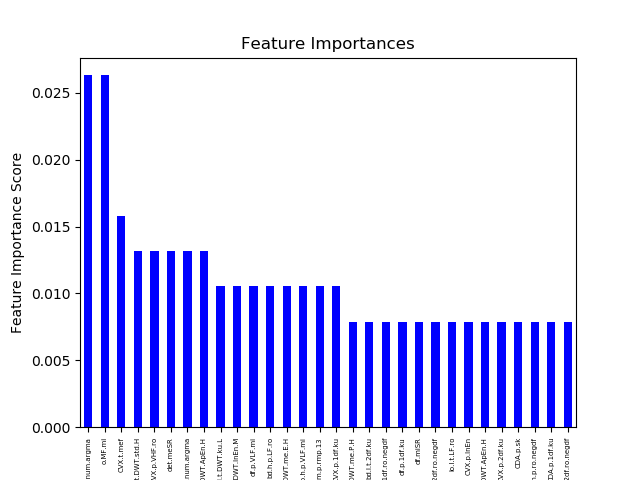 Feature Importances
Feature Importance Score
0.025
0.020
0.015
0.010
0.005
0.000
num.argma
o.MF.mi
CVX.t.mef
t.DWT.std.H
VX.p.VHF.ro
det.meSR
num.argma
DWT.ApEn.H
l.t.DWT.ku.L
DWT.InEn.M
df.p.VLF.mi
bd.h.p.LF.ro
DWT.me.E.H
o.h.p.VLF.mi
m.p.rmp.13
VX.p.1df.ku
DWT.me.P.H
bd.l.t.2df.ku
1df.ro.negdf
df.p.1df.ku
df.miSR
2df.ro.negdf
lo.l.t.LF.ro
CVX.p.InEn
DWT.ApEn.H
VX.p.2df.ku
CDA.p.sk
n.p.ro.negdf
DA.p.1df.ku
2df.ro.negdf